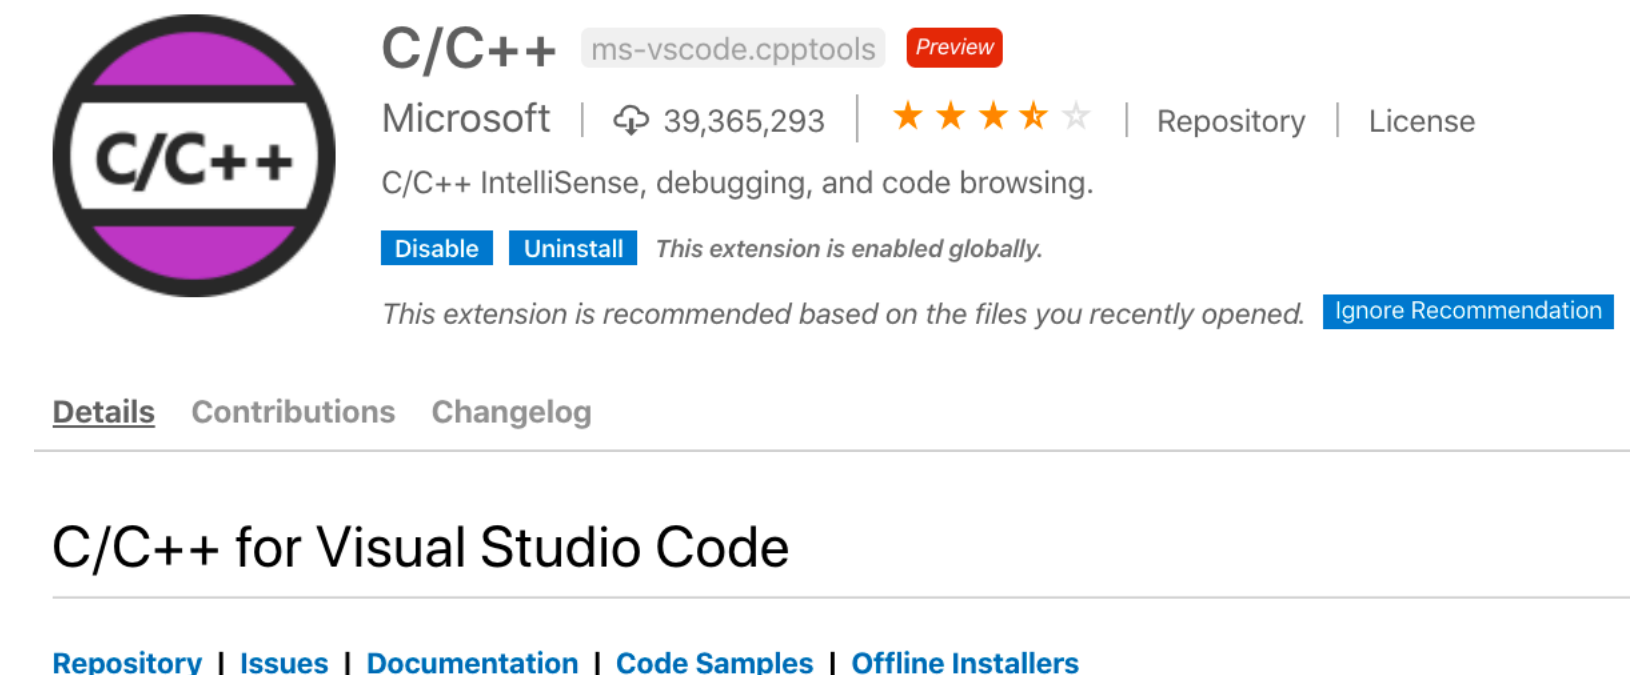 C/C++
C/C++ ms-vscode.cpptools Preview
Microsoft | 39,365,293 | Repository | License
C/C++ IntelliSense, debugging, and code browsing.
Disable Uninstall This extension is enabled globally.
This extension is recommended based on the files you recently opened. Ignore Recommendation
Details Contributions Changelog
C/C++ for Visual Studio Code
Repository | Issues | Documentation | Code Samples | Offline Installers